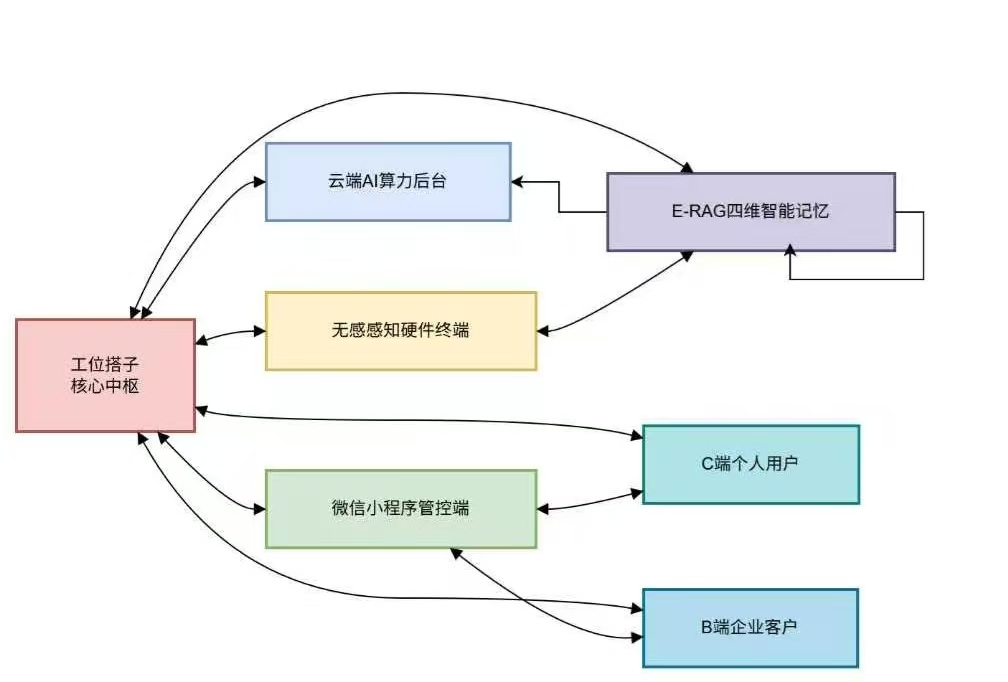 云端AI算力后台
E-RAG四维智能记忆
无感感知硬件终端
工位搭子
核心中枢
C端个人用户
微信小程序管控端
B端企业客户